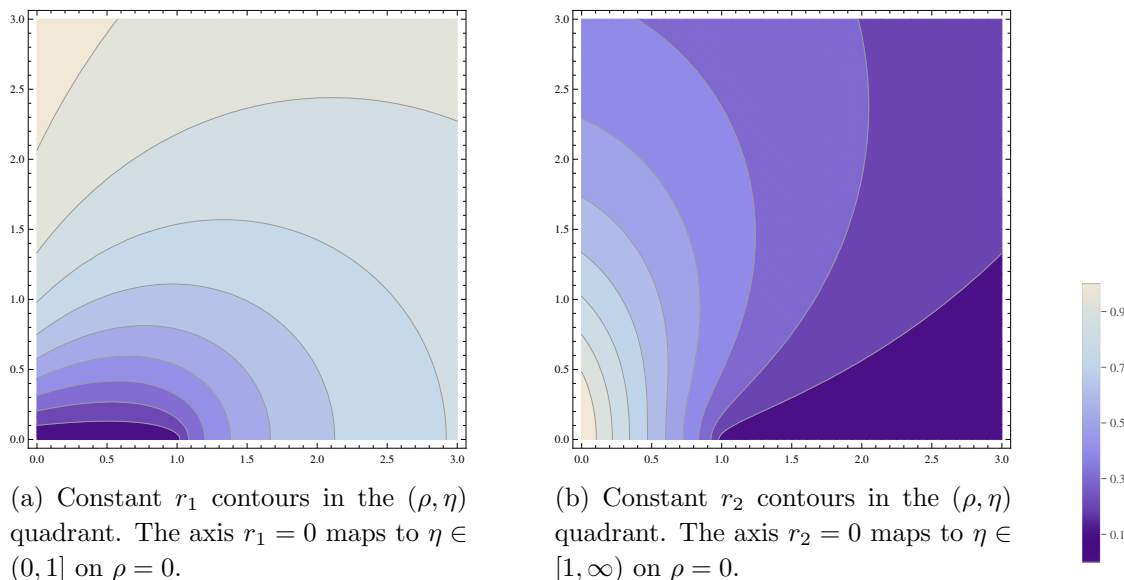 3.0
2.5
2.0
1.5
1.0
0.5
0.0
0.0 0.5 1.0 1.5 2.0 2.5 3.0
3.0
2.5
2.0
1.5
1.0
0.5
0.0
0.0 0.5 1.0 1.5 2.0 2.5 3.0
0.9
0.7
0.5
0.3
0.1
(a) Constant r₁ contours in the (ρ, η)
quadrant. The axis r₁ = 0 maps to η ∈
(0, 1] on ρ = 0.
(b) Constant r₂ contours in the (ρ, η)
quadrant. The axis r₂ = 0 maps to η ∈
[1, ∞) on ρ = 0.